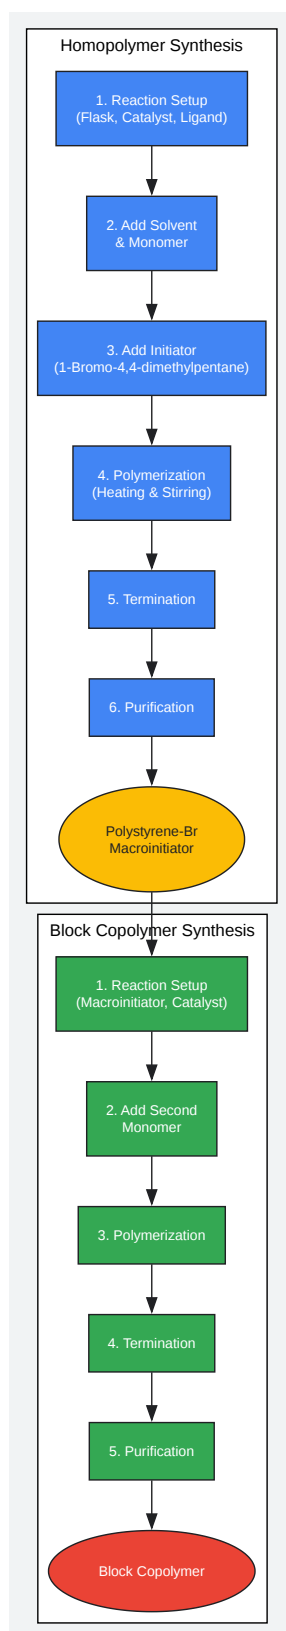 Homopolymer Synthesis
1. Reaction Setup
(Flask, Catalyst, Ligand)
2. Add Solvent
& Monomer
3. Add Initiator
(1-Bromo-4,4-dimethylpentane)
4. Polymerization
(Heating & Stirring)
5. Termination
6. Purification
Polystyrene-Br
Macroinitiator
Block Copolymer Synthesis
1. Reaction Setup
(Macroinitiator, Catalyst)
2. Add Second
Monomer
3. Polymerization
4. Termination
5. Purification
Block Copolymer